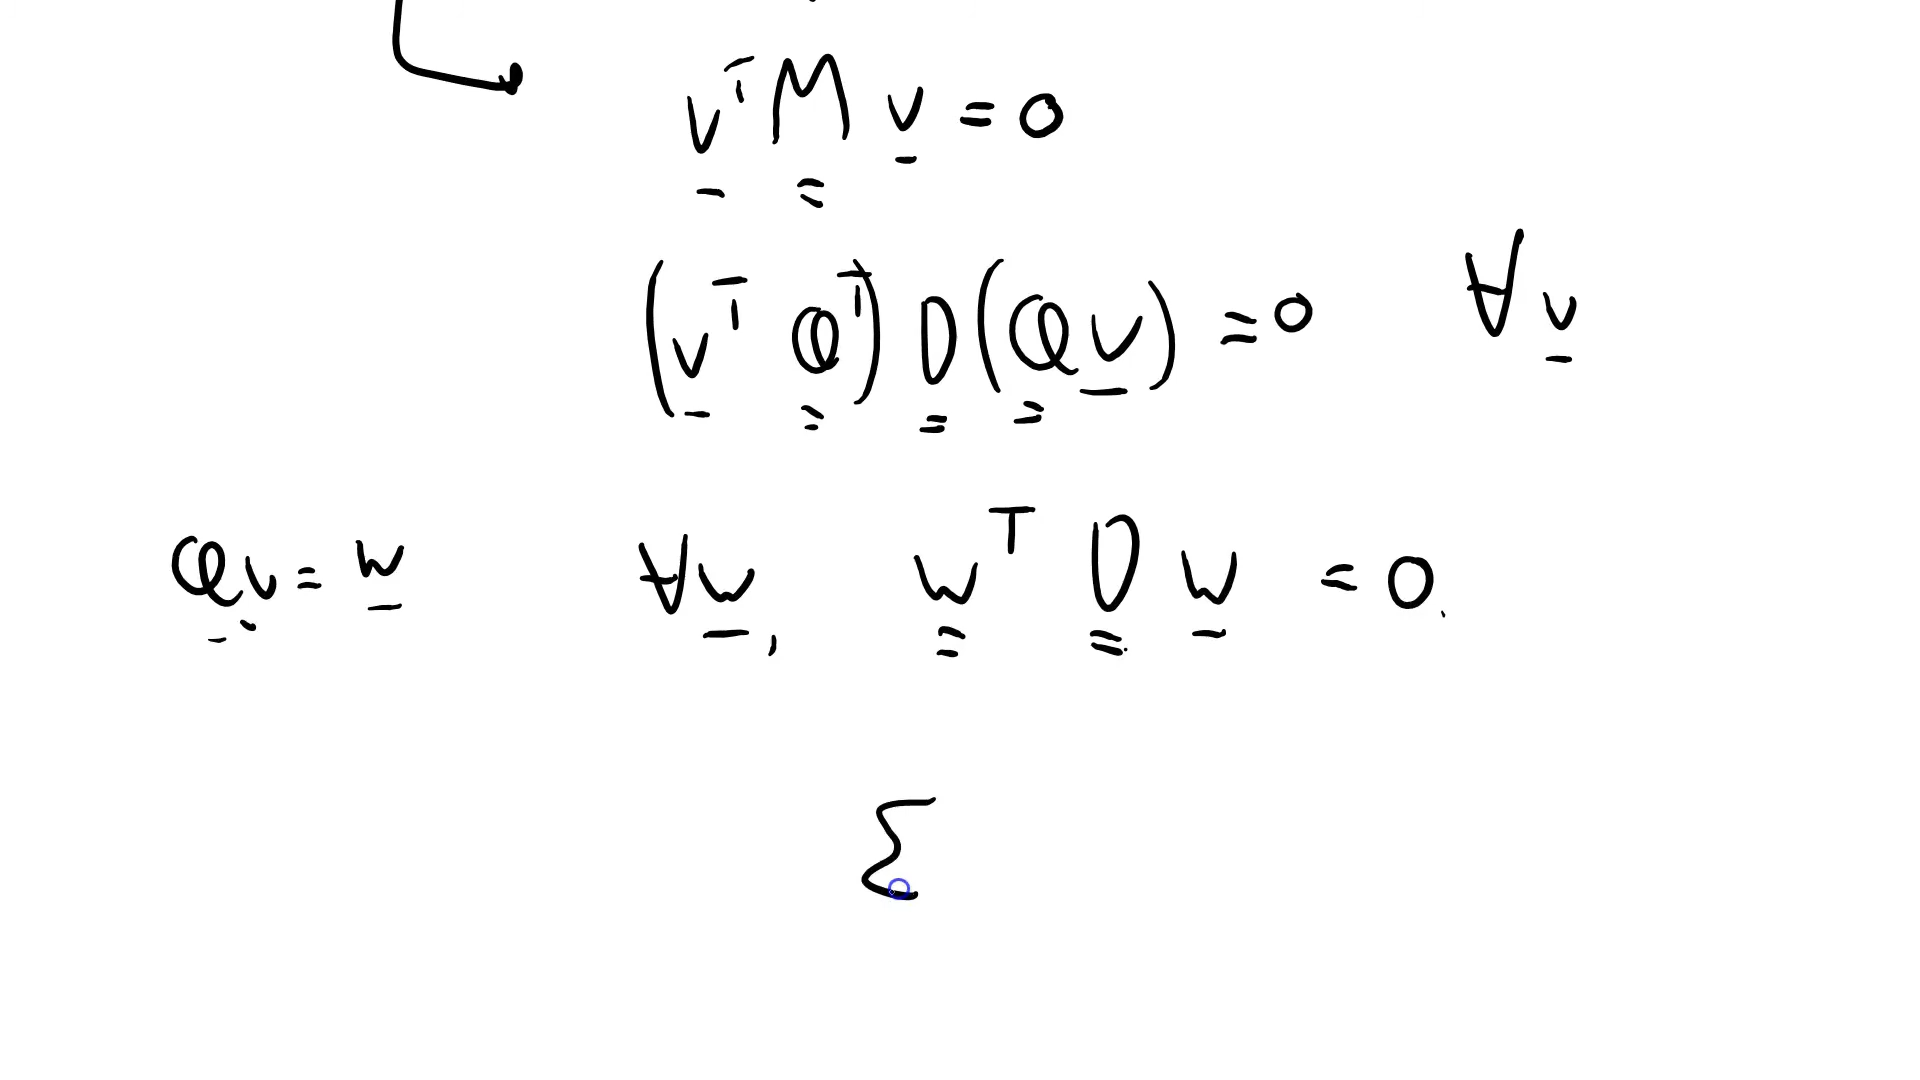 vᵀ M v = 0
(vᵀ Qᵀ) D (Q v) = 0 ∀ v
Q v = w ∀ w, wᵀ D w = 0.
Σ